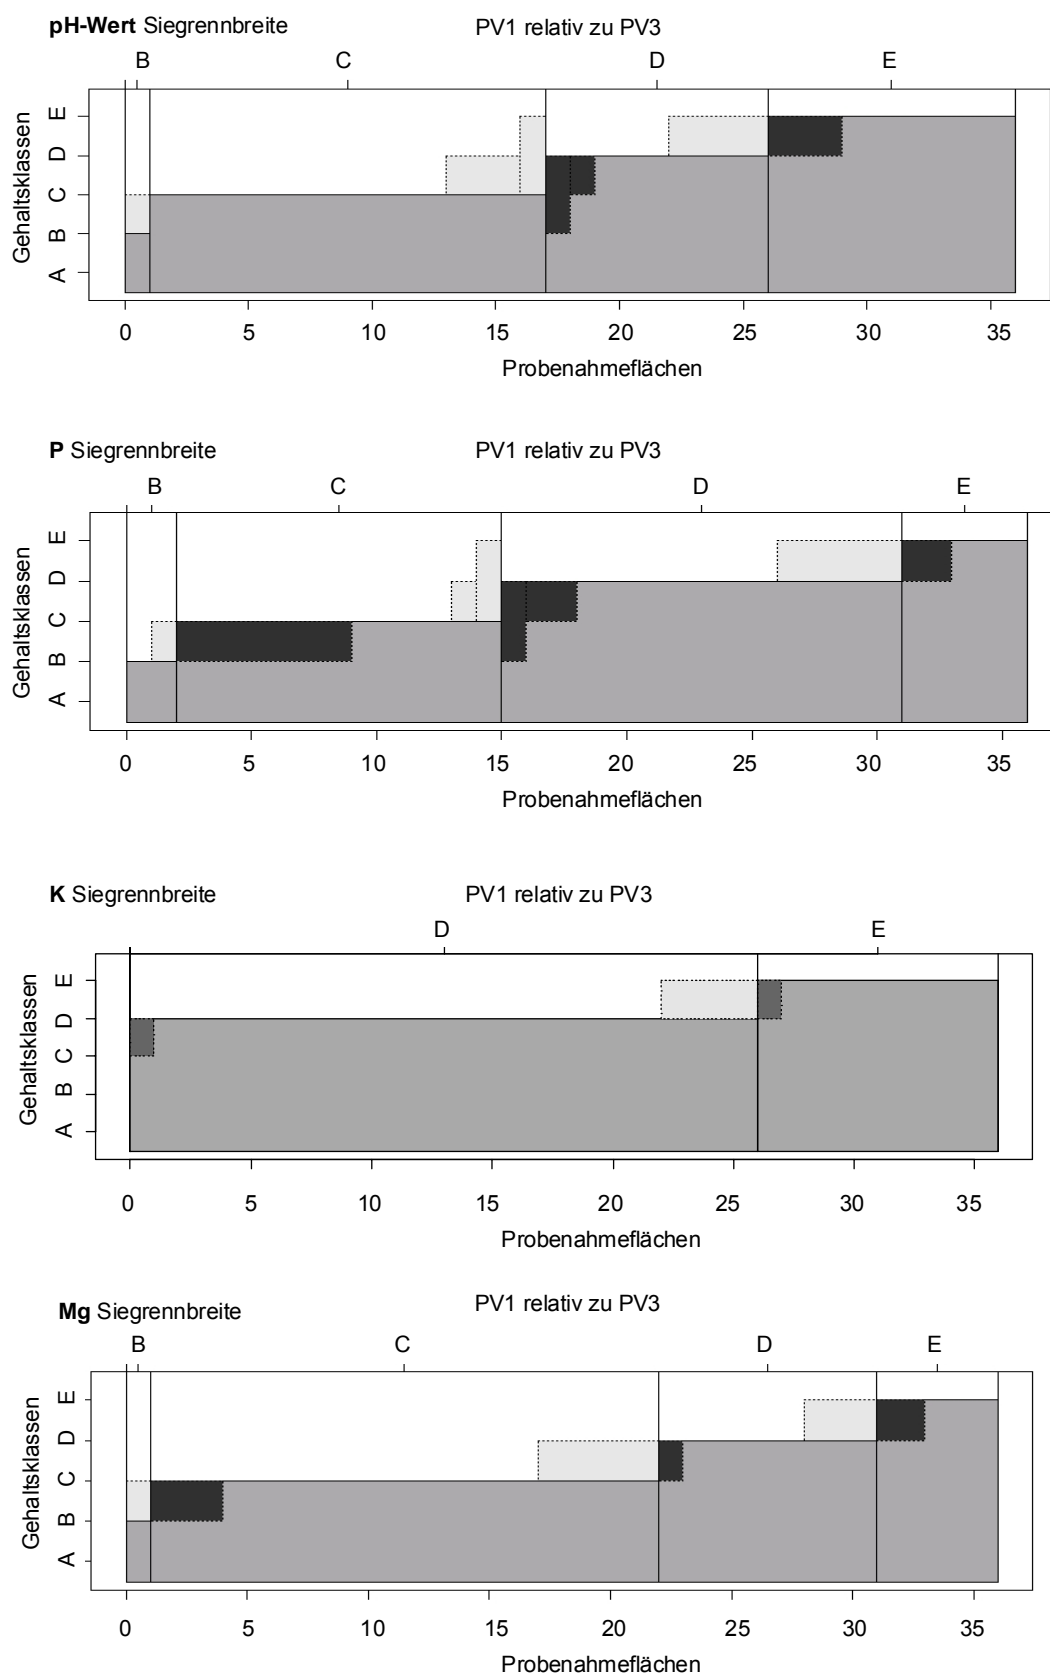 pH-Wert Siegrennbreite PV1 relativ zu PV3
B C D E
Gehaltsklassen
E
D
C
B
A
0 5 10 15 20 25 30 35
Probenahmeflächen
P Siegrennbreite PV1 relativ zu PV3
B C D E
Gehaltsklassen
E
D
C
B
A
0 5 10 15 20 25 30 35
Probenahmeflächen
K Siegrennbreite PV1 relativ zu PV3
D E
Gehaltsklassen
E
D
C
B
A
0 5 10 15 20 25 30 35
Probenahmeflächen
Mg Siegrennbreite PV1 relativ zu PV3
B C D E
Gehaltsklassen
E
D
C
B
A
0 5 10 15 20 25 30 35
Probenahmeflächen